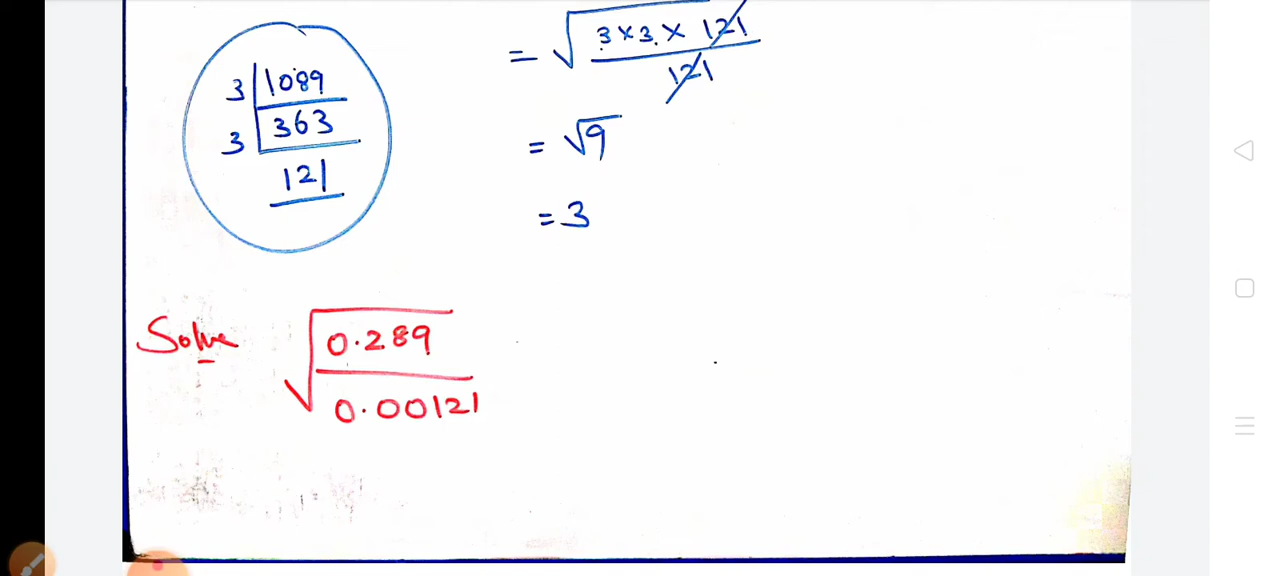 = √(3 × 3 × 121 / 121)
3 | 1089
3 | 363
121
= √9
= 3
Solve √(0.289 / 0.00121)